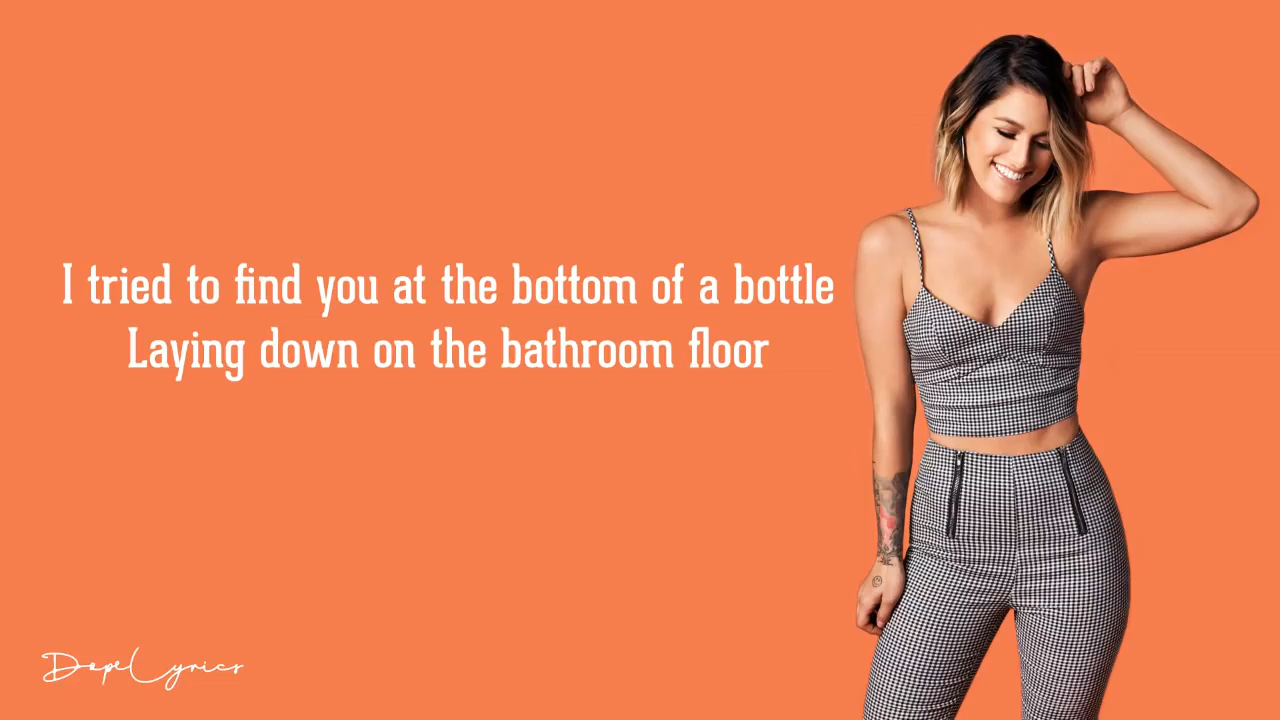 I tried to find you at the bottom of a bottle
Laying down on the bathroom floor
DopeLyrics